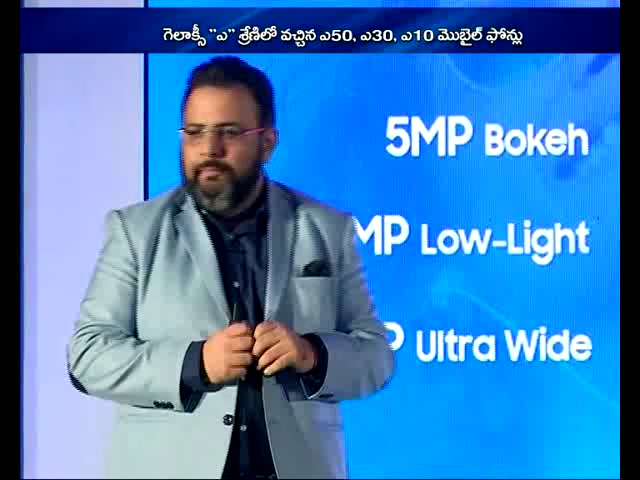 గెలాక్సీ "ఎ" శ్రేణిలో వచ్చిన ఎ50, ఎ30, ఎ10 మొబైల్ ఫోన్లు
5MP Bokeh
MP Low-Light
P Ultra Wide